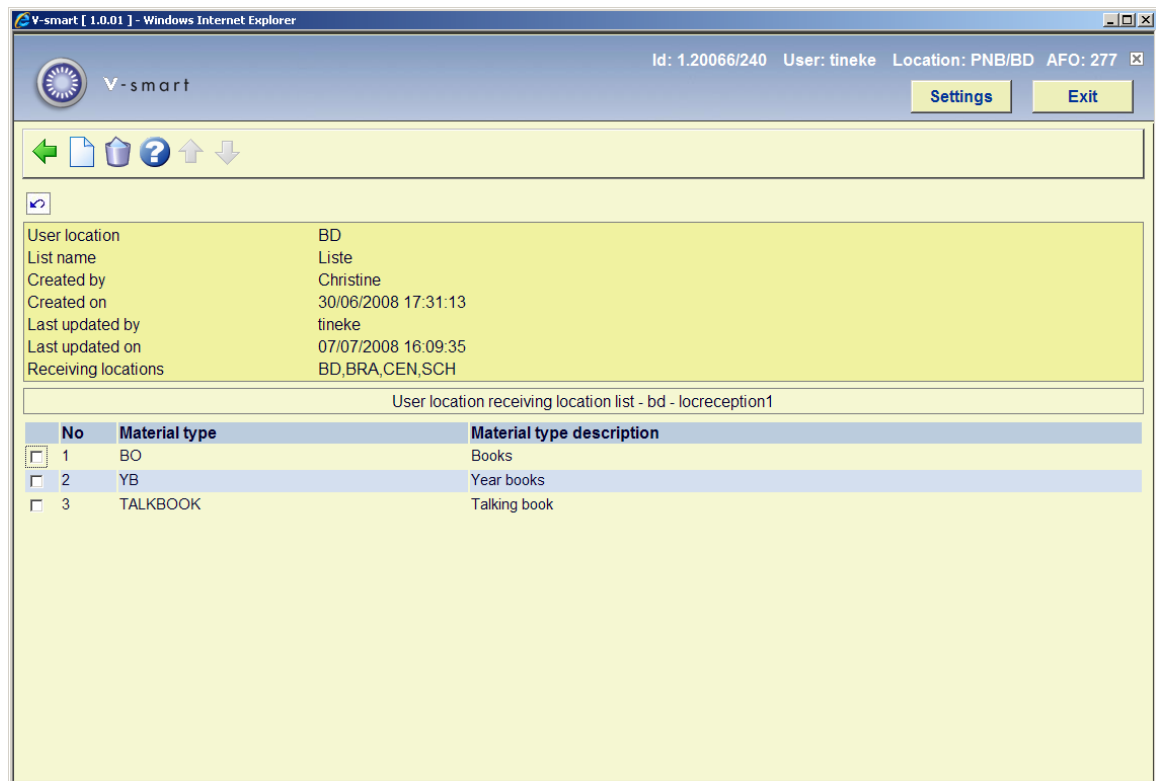 V-smart [ 1.0.01 ] - Windows Internet Explorer
Id: 1.20066/240 User: tineke Location: PNB/BD AFO: 277
V-smart
Settings Exit
User location BD
List name Liste
Created by Christine
Created on 30/06/2008 17:31:13
Last updated by tineke
Last updated on 07/07/2008 16:09:35
Receiving locations BD,BRA,CEN,SCH
User location receiving location list - bd - locreception1
No Material type Material type description
1 BO Books
2 YB Year books
3 TALKBOOK Talking book